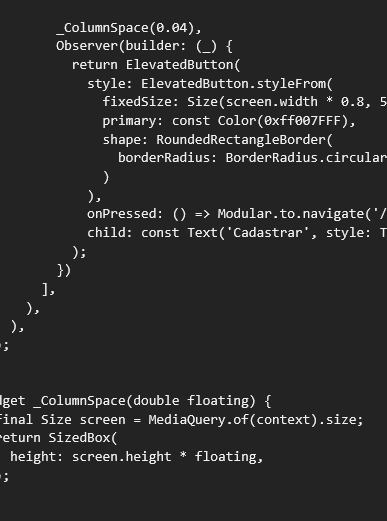 _ColumnSpace(0.04),
Observer(builder: (_) {
return ElevatedButton(
style: ElevatedButton.styleFrom(
fixedSize: Size(screen.width * 0.8, 5
primary: const Color(0xff007FFF),
shape: RoundedRectangleBorder(
borderRadius: BorderRadius.circular
)
),
onPressed: () => Modular.to.navigate('/
child: const Text('Cadastrar', style: T
);
})
],
),
),
);
dget _ColumnSpace(double floating) {
final Size screen = MediaQuery.of(context).size;
return SizedBox(
height: screen.height * floating,
);